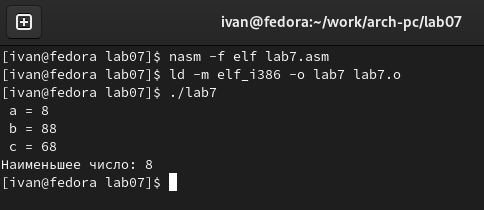 ivan@fedora:~/work/arch-pc/lab07
[ivan@fedora lab07]$ nasm -f elf lab7.asm
[ivan@fedora lab07]$ ld -m elf_i386 -o lab7 lab7.o
[ivan@fedora lab07]$ ./lab7
a = 8
b = 88
c = 68
Наименьшее число: 8
[ivan@fedora lab07]$